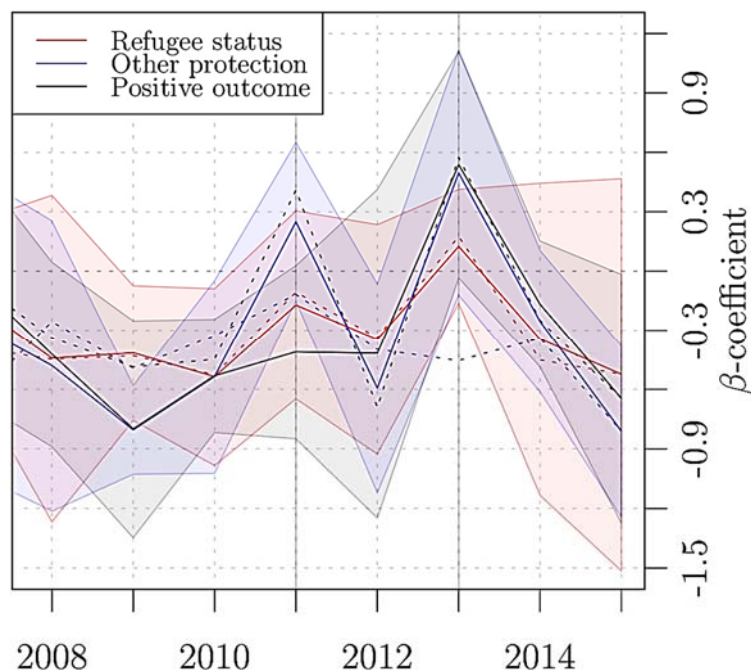 Refugee status
Other protection
Positive outcome
0.9
0.3
-0.3
-0.9
-1.5
β-coefficient
2008 2010 2012 2014